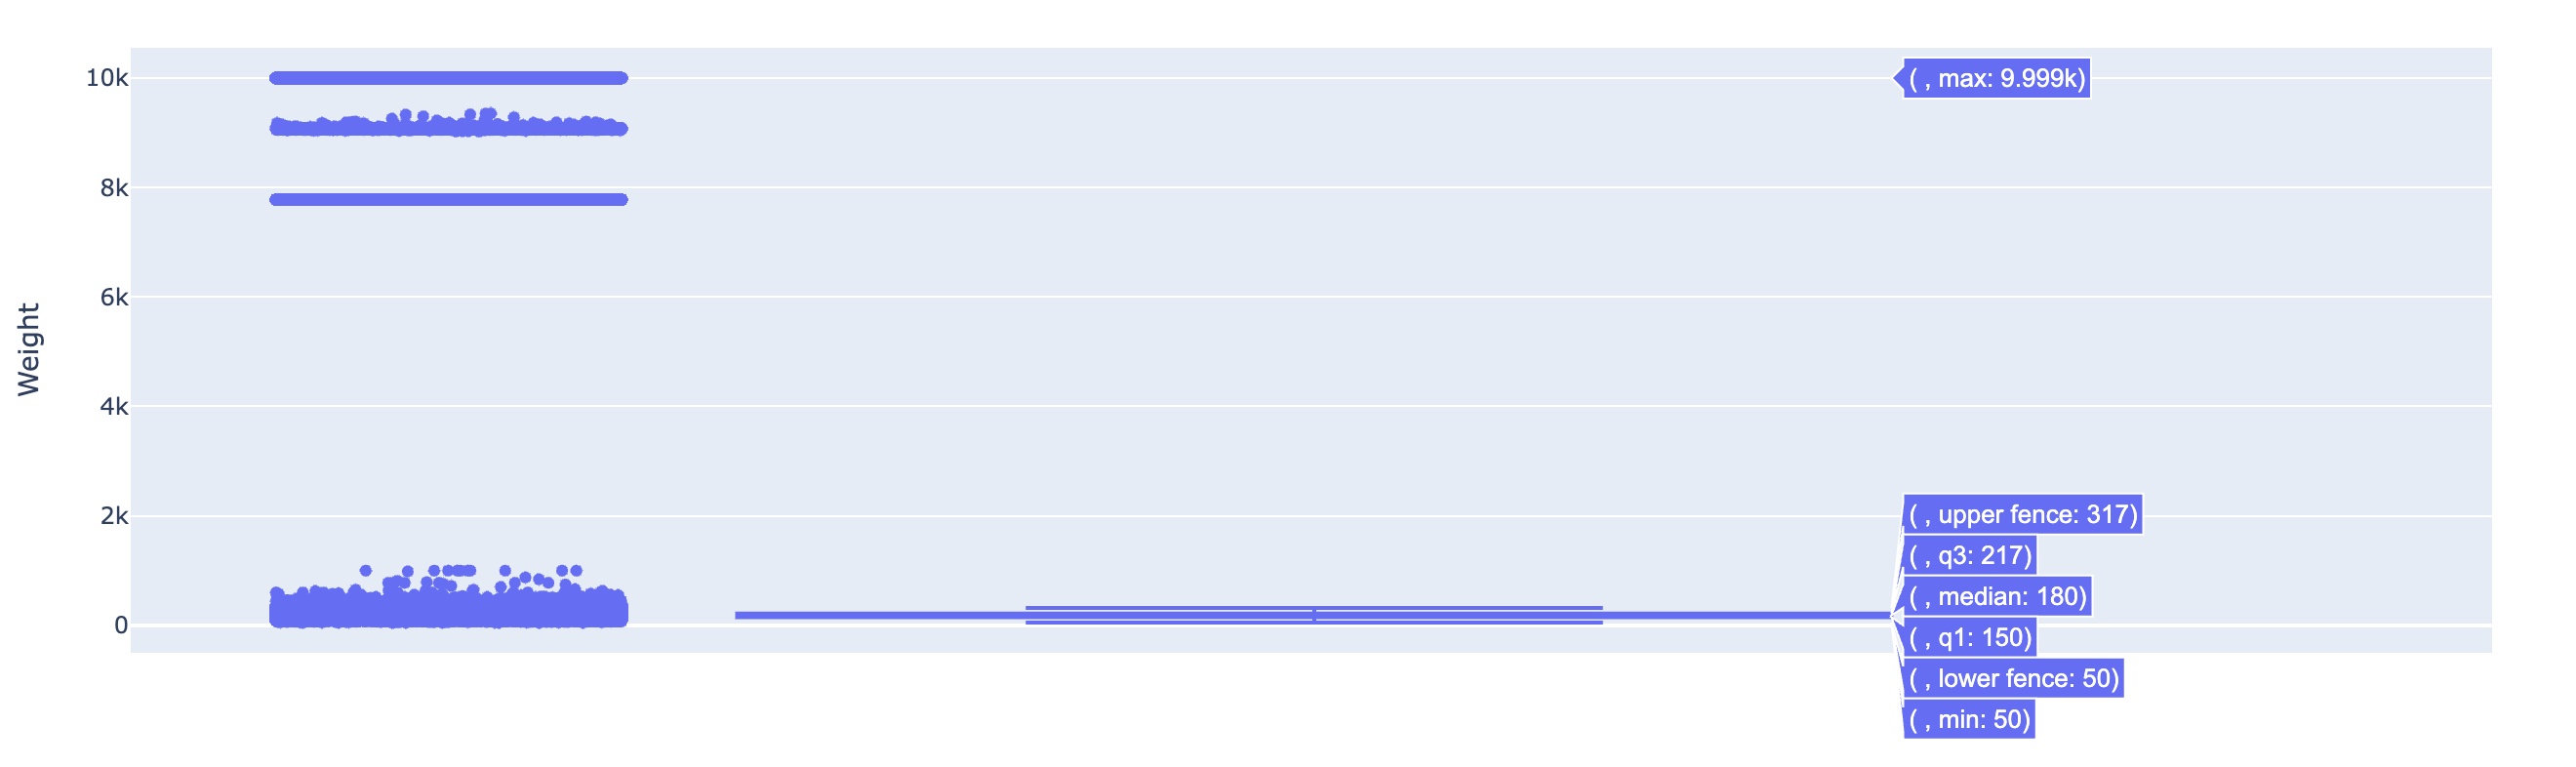 10k
8k
6k
4k
2k
0
Weight
( , max: 9.999k)
( , upper fence: 317)
( , q3: 217)
( , median: 180)
( , q1: 150)
( , lower fence: 50)
( , min: 50)